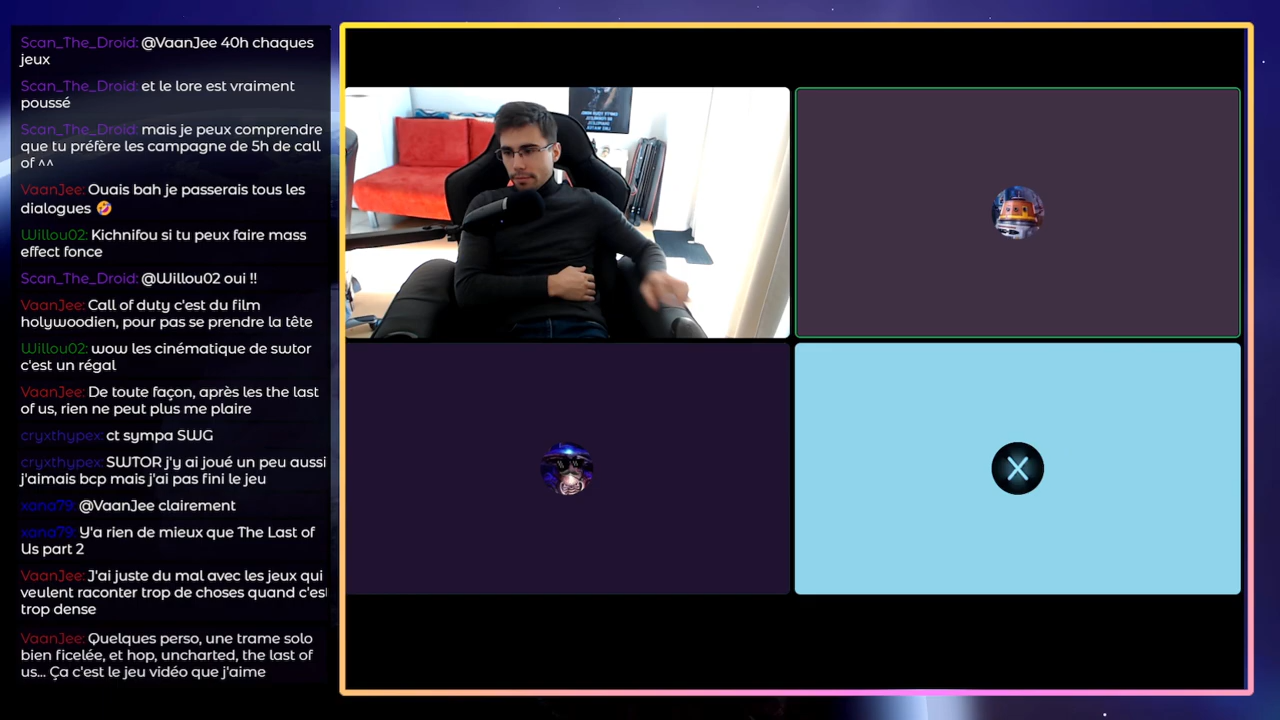 Scan_The_Droid: @VaanJee 40h chaques
jeux
Scan_The_Droid: et le lore est vraiment
poussé
Scan_The_Droid: mais je peux comprendre
que tu préfère les campagne de 5h de call
of ^^
VaanJee: Ouais bah je passerais tous les
dialogues 🤣
Willou02: Kichnifou si tu peux faire mass
effect fonce
Scan_The_Droid: @Willou02 oui !!
VaanJee: Call of duty c'est du film
holywoodien, pour pas se prendre la tête
Willou02: wow les cinématique de swtor
c'est un régal
VaanJee: De toute façon, après les the last
of us, rien ne peut plus me plaire
cryxthypex: ct sympa SWG
cryxthypex: SWTOR j'y ai joué un peu aussi
j'aimais bcp mais j'ai pas fini le jeu
xana79: @VaanJee clairement
xana79: Y'a rien de mieux que The Last of
Us part 2
VaanJee: J'ai juste du mal avec les jeux qui
veulent raconter trop de choses quand c'est
trop dense
VaanJee: Quelques perso, une trame solo
bien ficelée, et hop, uncharted, the last of
us... Ça c'est le jeu vidéo que j'aime